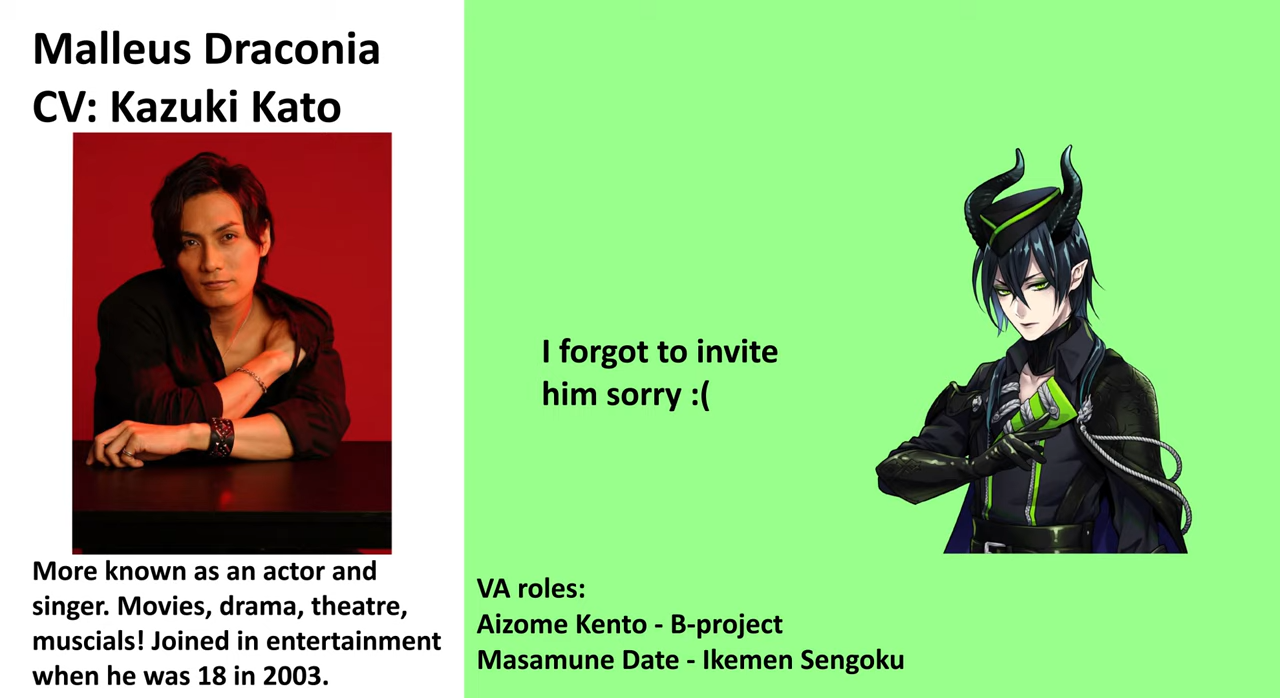 Malleus Draconia
CV: Kazuki Kato
More known as an actor and
singer. Movies, drama, theatre,
muscials! Joined in entertainment
when he was 18 in 2003.
I forgot to invite
him sorry :(
VA roles:
Aizome Kento - B-project
Masamune Date - Ikemen Sengoku